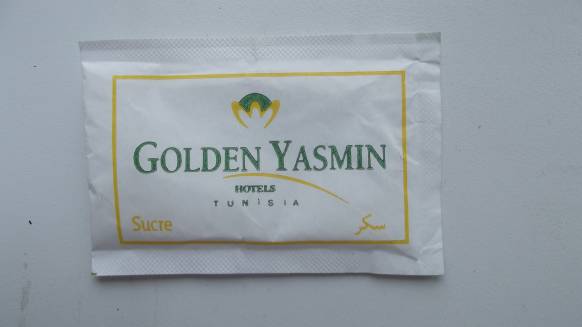 GOLDEN YASMIN
HOTELS
TUNISIA
Sucre سكر